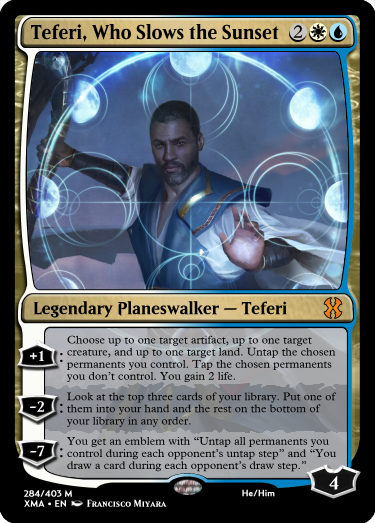 Teferi, Who Slows the Sunset 2
Legendary Planeswalker — Teferi
Choose up to one target artifact, up to one target
creature, and up to one target land. Untap the chosen
+1: permanents you control. Tap the chosen permanents
you don't control. You gain 2 life.
Look at the top three cards of your library. Put one
-2: of them into your hand and the rest on the bottom
of your library in any order.
You get an emblem with “Untap all permanents you
-7: control during each opponent's untap step” and “You
draw a card during each opponent's draw step.”
4
284/403 M He/Him
XMA • EN Francisco Miyara